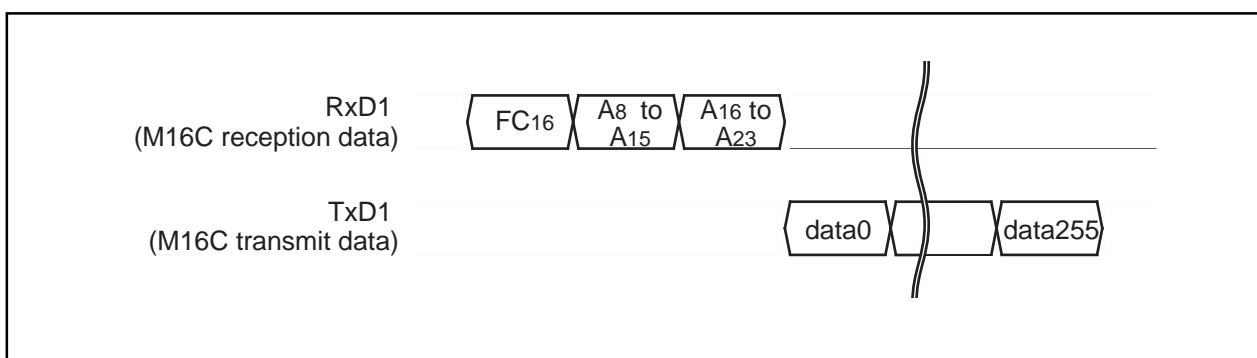 RxD1
(M16C reception data)
FC16
A8 to
A15
A16 to
A23
TxD1
(M16C transmit data)
data0
data255